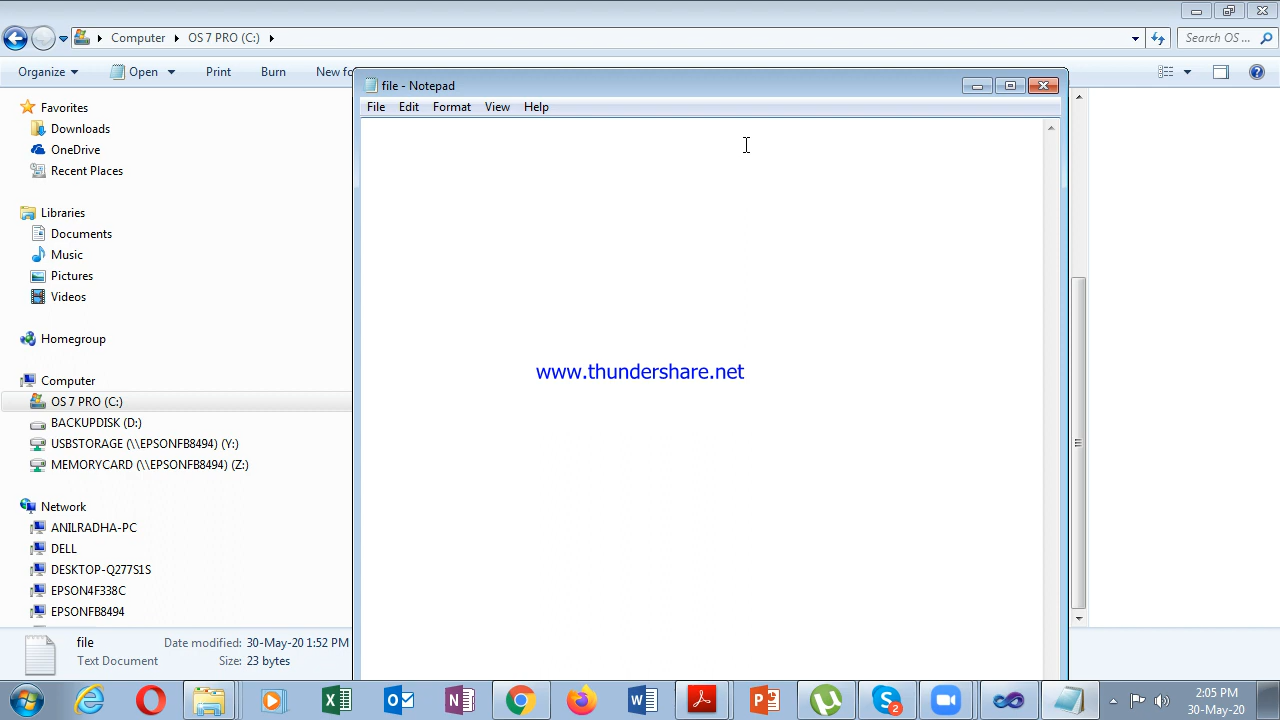 Computer
OS 7 PRO (C:)
Search OS ...
Organize
Open
Print
Burn
New fo
file - Notepad
File
Edit
Format
View
Help
Favorites
Downloads
OneDrive
Recent Places
Libraries
Documents
Music
Pictures
Videos
Homegroup
Computer
OS 7 PRO (C:)
BACKUPDISK (D:)
USBSTORAGE (\\EPSONFB8494) (Y:)
MEMORYCARD (\\EPSONFB8494) (Z:)
Network
ANILRADHA-PC
DELL
DESKTOP-Q277S1S
EPSON4F338C
EPSONFB8494
www.thundershare.net
file
Date modified: 30-May-20 1:52 PM
Text Document
Size: 23 bytes
2
2:05 PM
30-May-20